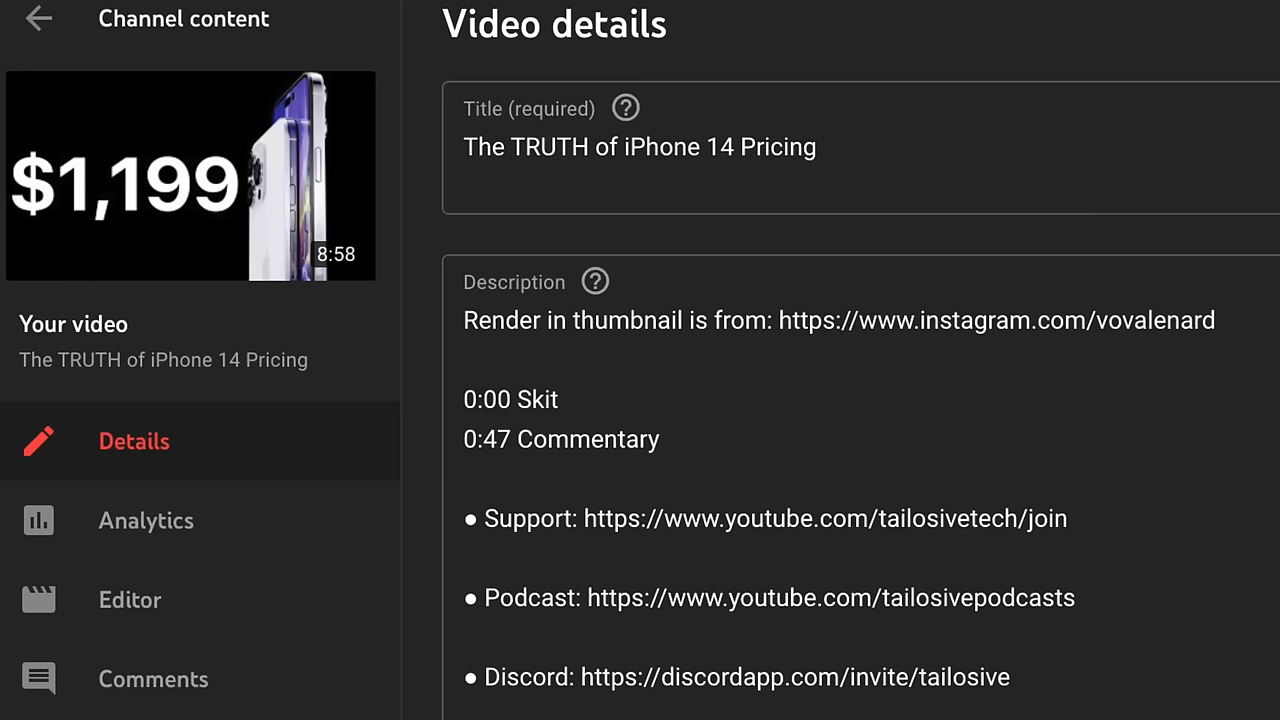 Channel content
$1,199
8:58
Your video
The TRUTH of iPhone 14 Pricing
Details
Analytics
Editor
Comments
Video details
Title (required)
The TRUTH of iPhone 14 Pricing
Description
Render in thumbnail is from: https://www.instagram.com/vovalenard
0:00 Skit
0:47 Commentary
● Support: https://www.youtube.com/tailosivetech/join
● Podcast: https://www.youtube.com/tailosivepodcasts
● Discord: https://discordapp.com/invite/tailosive